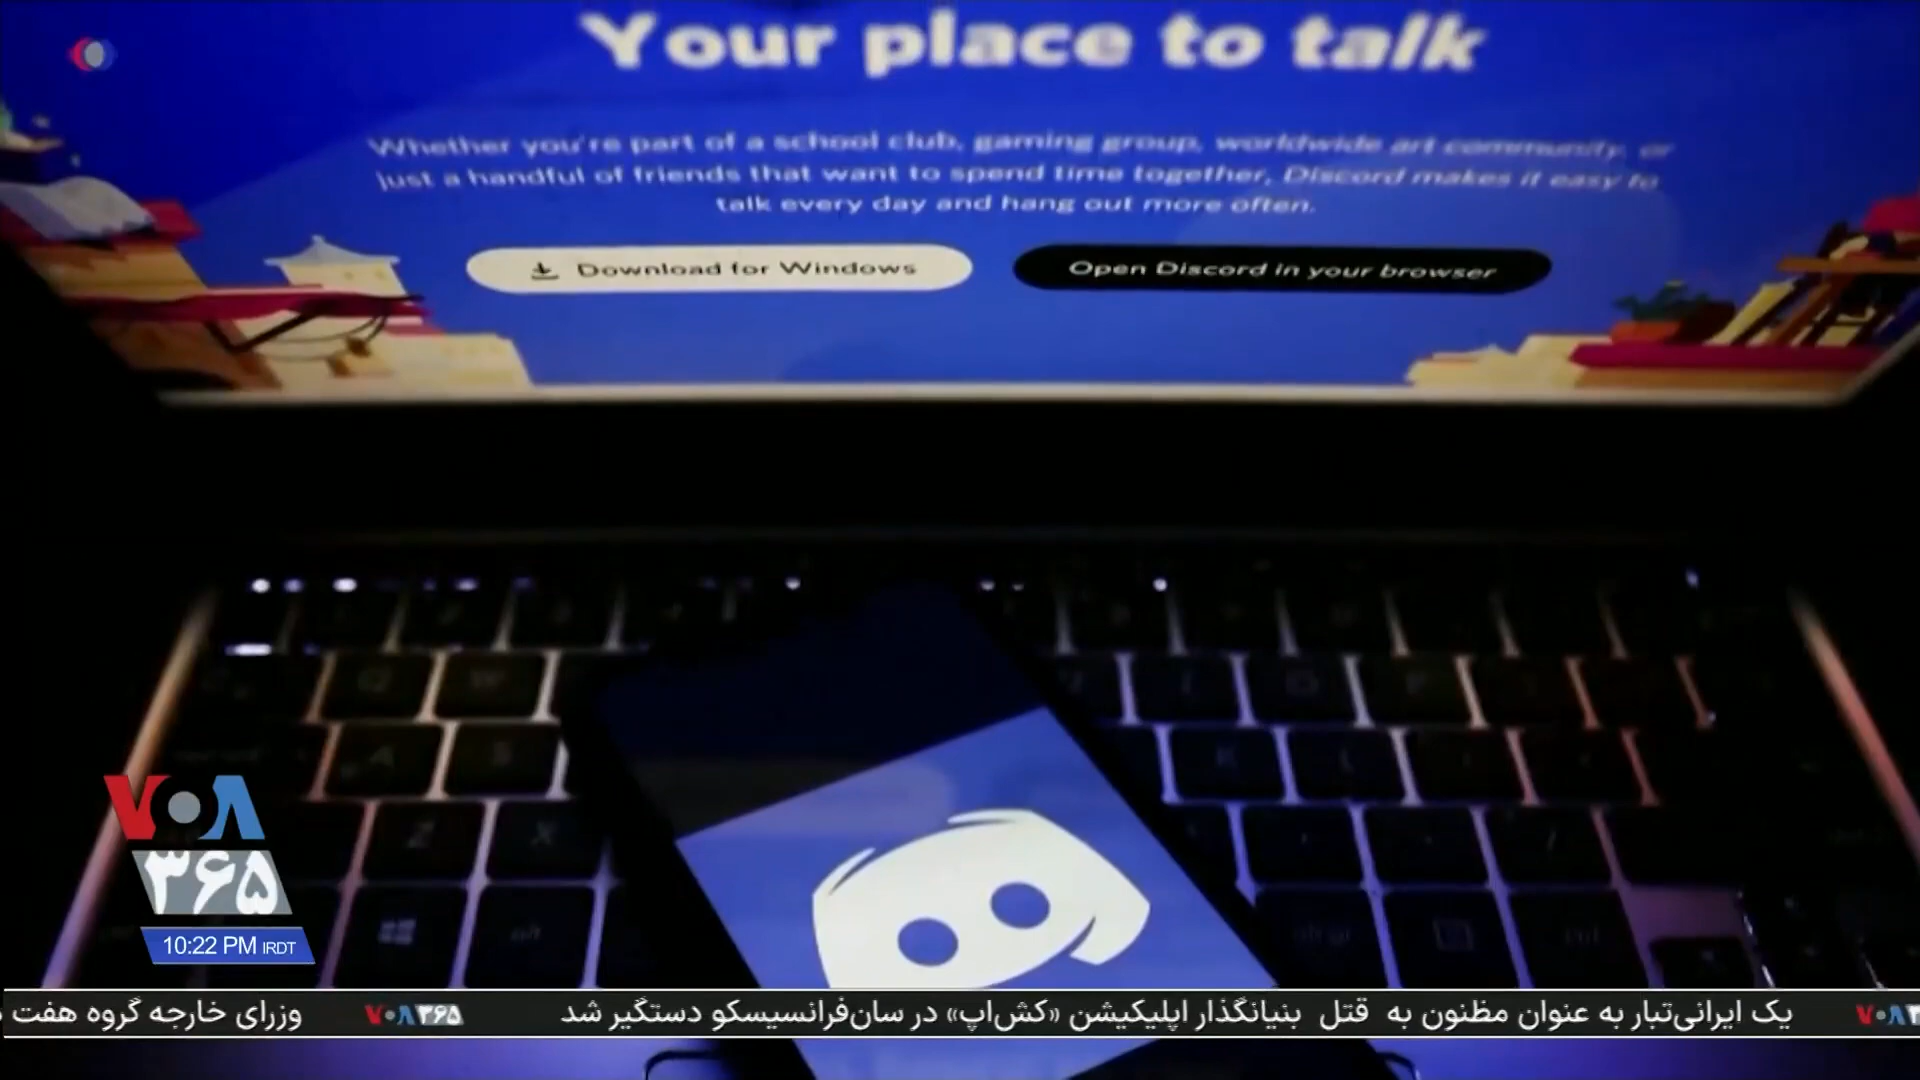 Your place to talk
Whether you're part of a school club, gaming group, worldwide art community, or
just a handful of friends that want to spend time together, Discord makes it easy to
talk every day and hang out more often.
Download for Windows
Open Discord in your browser
VOA
۳۶۵
10:22 PM IRDT
یک ایرانی‌تبار به عنوان مظنون به قتل بنیانگذار اپلیکیشن «کش‌اپ» در سان‌فرانسیسکو دستگیر شد
VOA۳۶۵
وزرای خارجه گروه هفت